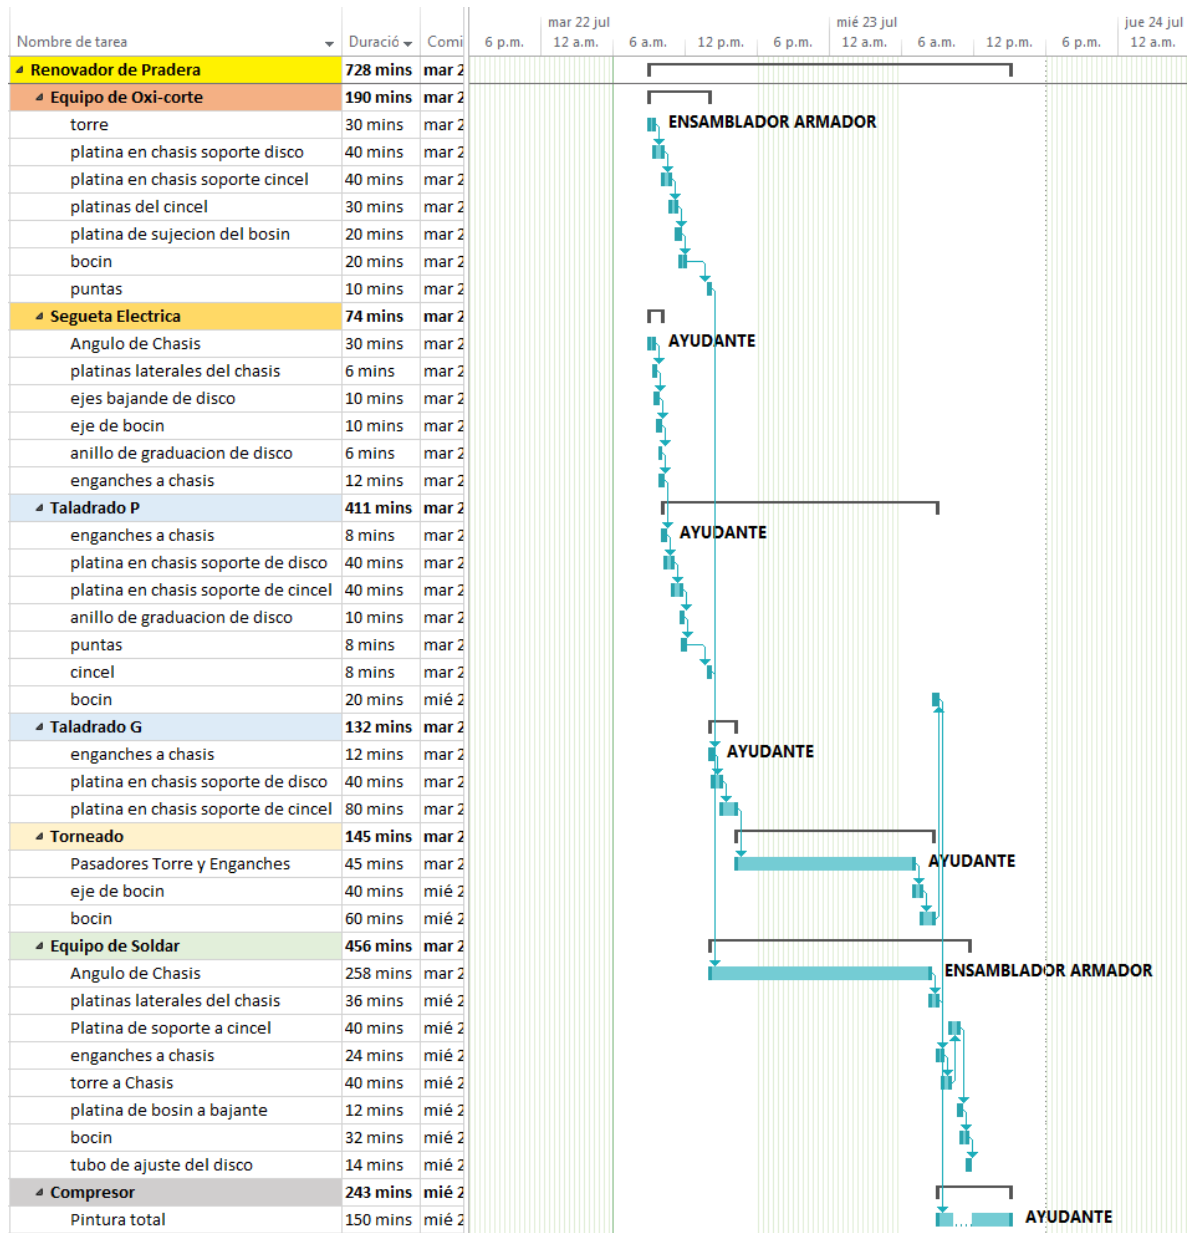 mar 22 jul mié 23 jul jue 24 jul
Nombre de tarea Duració Comi 6 p.m. 12 a.m. 6 a.m. 12 p.m. 6 p.m. 12 a.m. 6 a.m. 12 p.m. 6 p.m. 12 a.m.
Renovador de Pradera 728 mins mar 2
Equipo de Oxi-corte 190 mins mar 2
torre 30 mins mar 2 ENSAMBLADOR ARMADOR
platina en chasis soporte disco 40 mins mar 2
platina en chasis soporte cincel 40 mins mar 2
platinas del cincel 30 mins mar 2
platina de sujecion del bosin 20 mins mar 2
bocin 20 mins mar 2
puntas 10 mins mar 2
Segueta Electrica 74 mins mar 2
Angulo de Chasis 30 mins mar 2 AYUDANTE
platinas laterales del chasis 6 mins mar 2
ejes bajande de disco 10 mins mar 2
eje de bocin 10 mins mar 2
anillo de graduacion de disco 6 mins mar 2
enganches a chasis 12 mins mar 2
Taladrado P 411 mins mar 2
enganches a chasis 8 mins mar 2 AYUDANTE
platina en chasis soporte de disco 40 mins mar 2
platina en chasis soporte de cincel 40 mins mar 2
anillo de graduacion de disco 10 mins mar 2
puntas 8 mins mar 2
cincel 8 mins mar 2
bocin 20 mins mié 2
Taladrado G 132 mins mar 2
enganches a chasis 12 mins mar 2 AYUDANTE
platina en chasis soporte de disco 40 mins mar 2
platina en chasis soporte de cincel 80 mins mar 2
Torneado 145 mins mar 2
Pasadores Torre y Enganches 45 mins mar 2 AYUDANTE
eje de bocin 40 mins mié 2
bocin 60 mins mié 2
Equipo de Soldar 456 mins mar 2
Angulo de Chasis 258 mins mar 2 ENSAMBLADOR ARMADOR
platinas laterales del chasis 36 mins mié 2
Platina de soporte a cincel 40 mins mié 2
enganches a chasis 24 mins mié 2
torre a Chasis 40 mins mié 2
platina de bosin a bajante 12 mins mié 2
bocin 32 mins mié 2
tubo de ajuste del disco 14 mins mié 2
Compresor 243 mins mié 2
Pintura total 150 mins mié 2 AYUDANTE